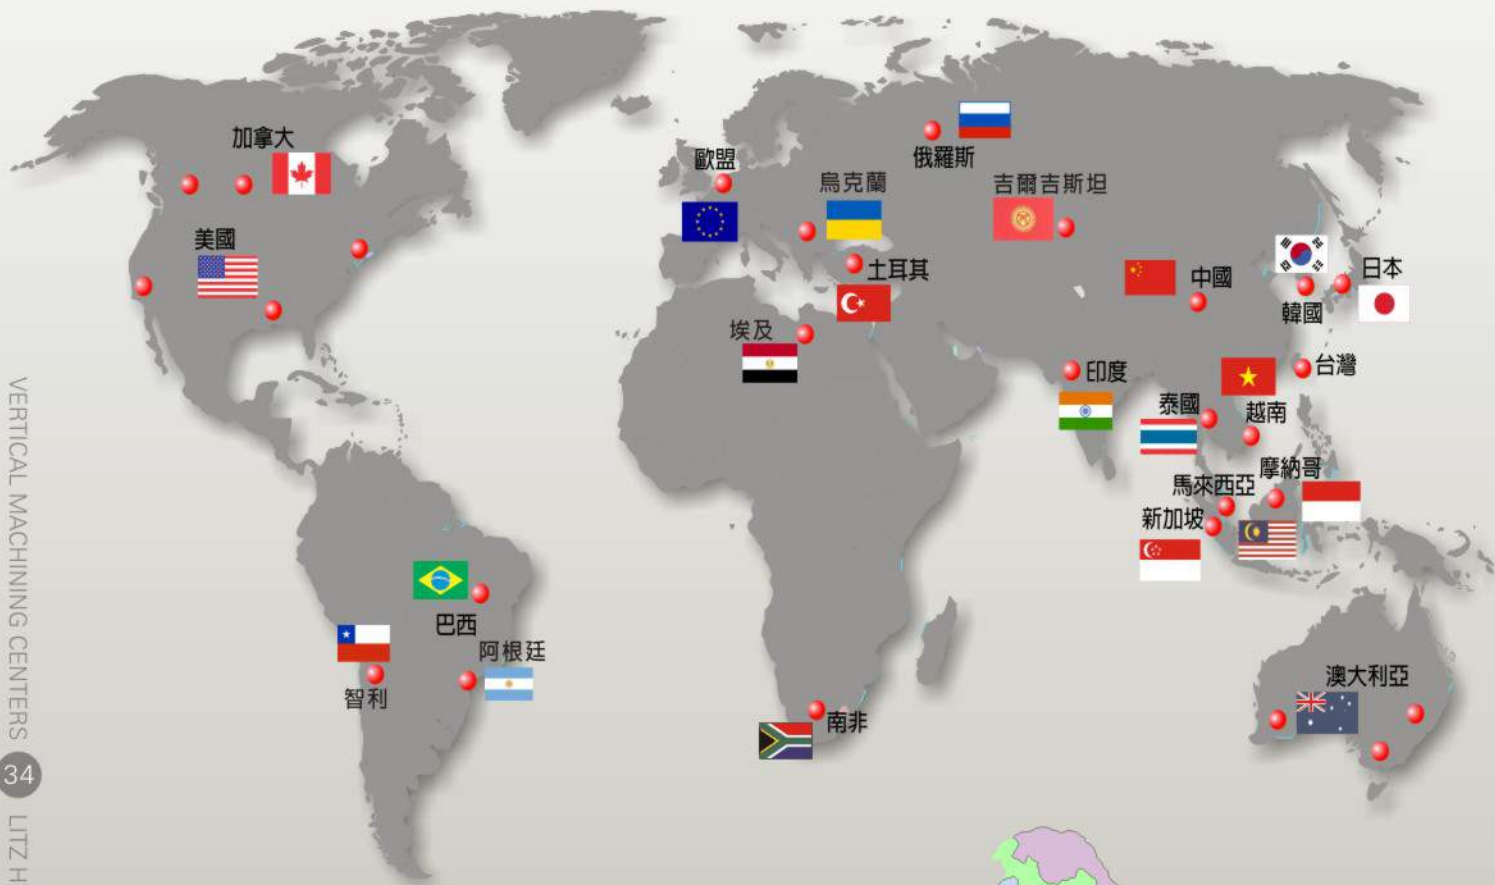 加拿大
美國
歐盟
烏克蘭
俄羅斯
吉爾吉斯坦
土耳其
埃及
中國
韓國
日本
台灣
印度
泰國
越南
摩納哥
馬來西亞
新加坡
巴西
智利
阿根廷
南非
澳大利亞
VERTICAL MACHINING CENTERS
34
LITZ H